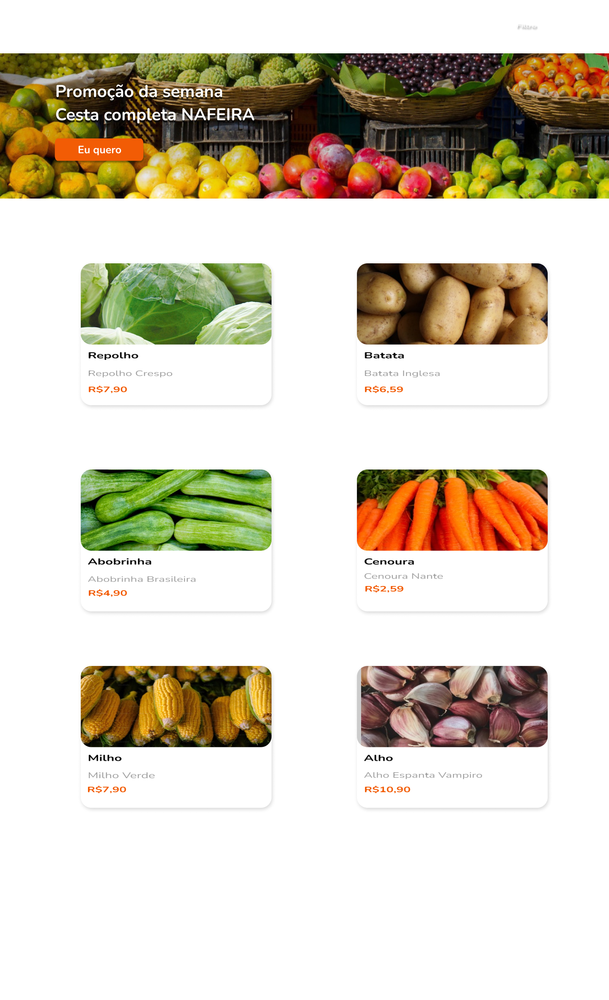 Filtro
Promoção da semana
Cesta completa NAFEIRA
Eu quero
Repolho
Repolho Crespo
R$7,90
Batata
Batata Inglesa
R$6,59
Abobrinha
Abobrinha Brasileira
R$4,90
Cenoura
Cenoura Nante
R$2,59
Milho
Milho Verde
R$7,90
Alho
Alho Espanta Vampiro
R$10,90